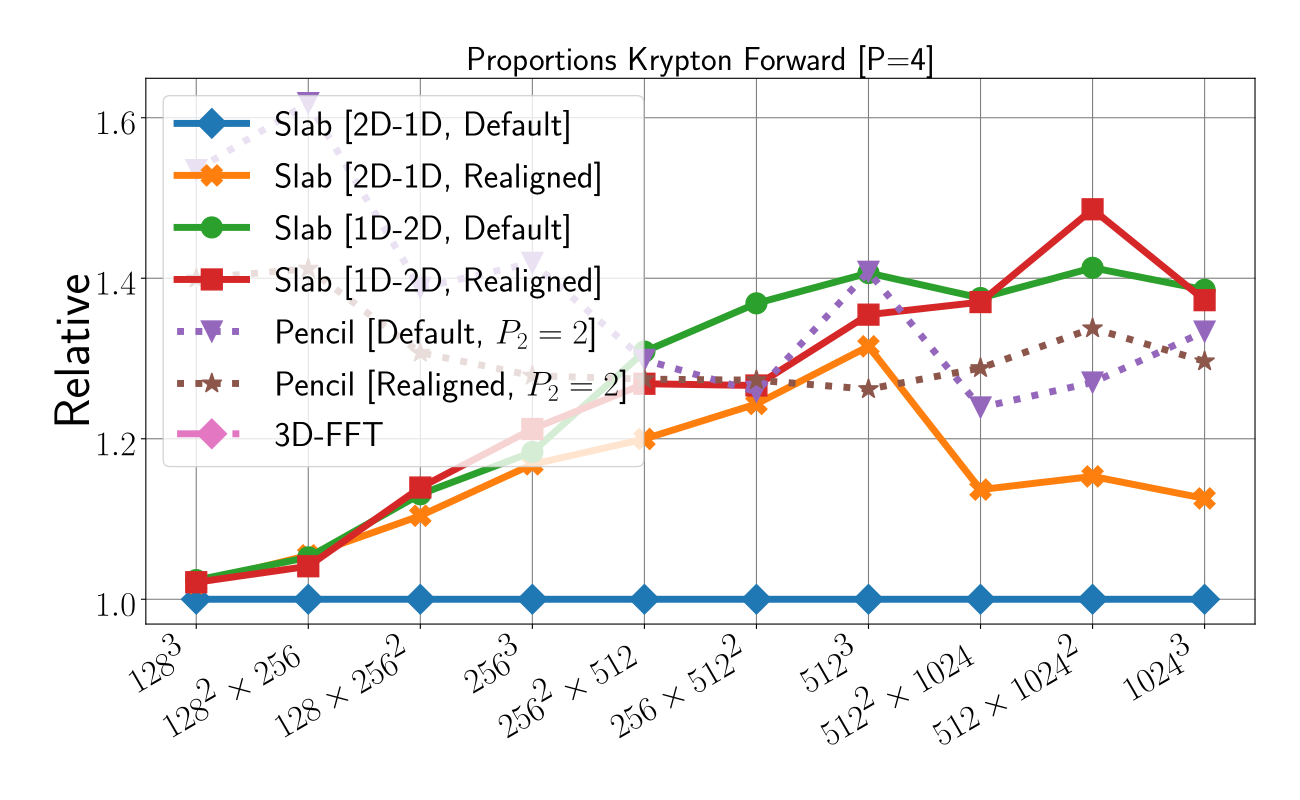 Proportions Krypton Forward [P=4]
Relative
1.6
1.4
1.2
1.0
Slab [2D-1D, Default]
Slab [2D-1D, Realigned]
Slab [1D-2D, Default]
Slab [1D-2D, Realigned]
Pencil [Default, P₂ = 2]
Pencil [Realigned, P₂ = 2]
3D-FFT
128³
128² × 256
128 × 256²
256³
256² × 512
256 × 512²
512³
512² × 1024
512 × 1024²
1024³